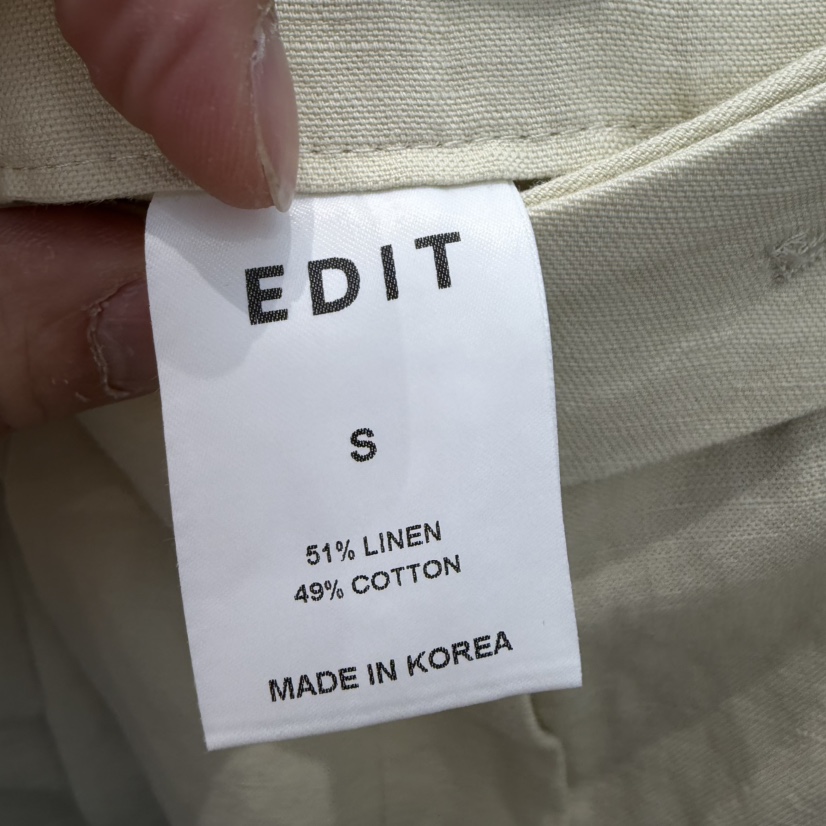 EDIT
S
51% LINEN
49% COTTON
MADE IN KOREA